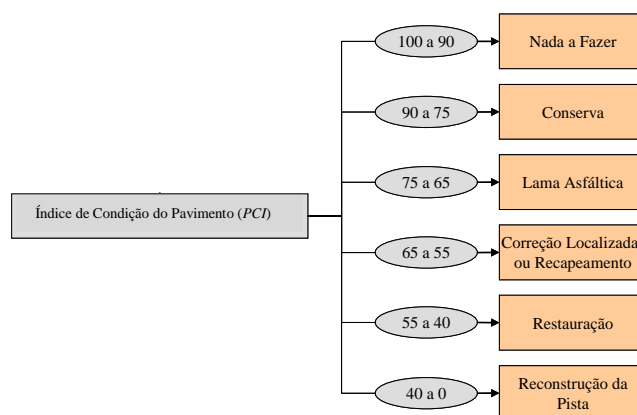 100 a 90
Nada a Fazer
90 a 75
Conserva
75 a 65
Lama Asfáltica
Índice de Condição do Pavimento (PCI)
65 a 55
Correção Localizada
ou Recapeamento
55 a 40
Restauração
40 a 0
Reconstrução da
Pista